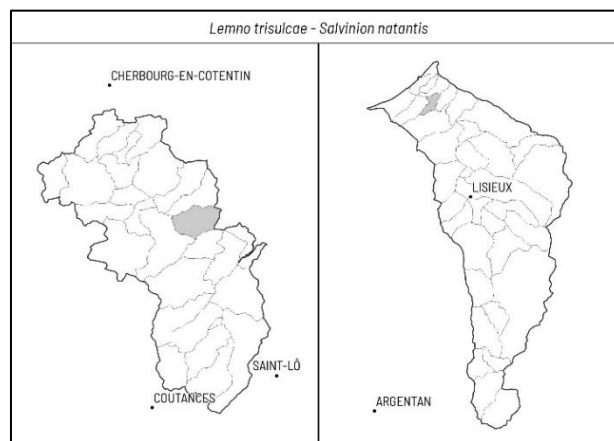 Lemno trisulcae - Salvinion natantis
CHERBOURG-EN-COTENTIN
SAINT-LÔ
COUTANCES
LISIEUX
ARGENTAN